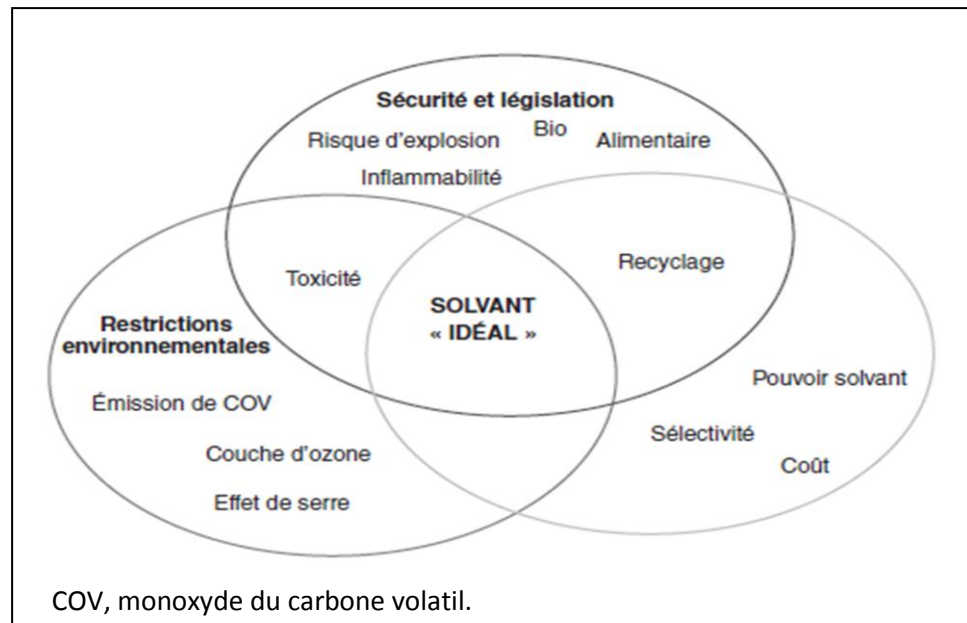 Sécurité et législation
Bio
Risque d'explosion
Alimentaire
Inflammabilité
Recyclage
Toxicité
SOLVANT
« IDÉAL »
Restrictions
environnementales
Pouvoir solvant
Émission de COV
Sélectivité
Couche d'ozone
Coût
Effet de serre
COV, monoxyde du carbone volatil.